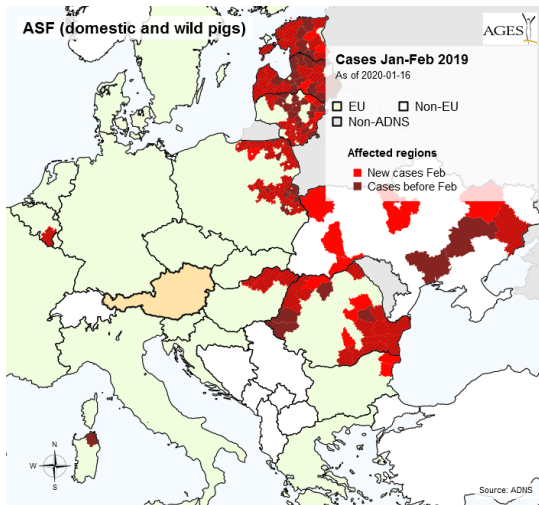 ASF (domestic and wild pigs)
AGES
Cases Jan-Feb 2019
As of 2020-01-16
EU Non-EU
Non-ADNS
Affected regions
New cases Feb
Cases before Feb
N
W E
S
Source: ADNS